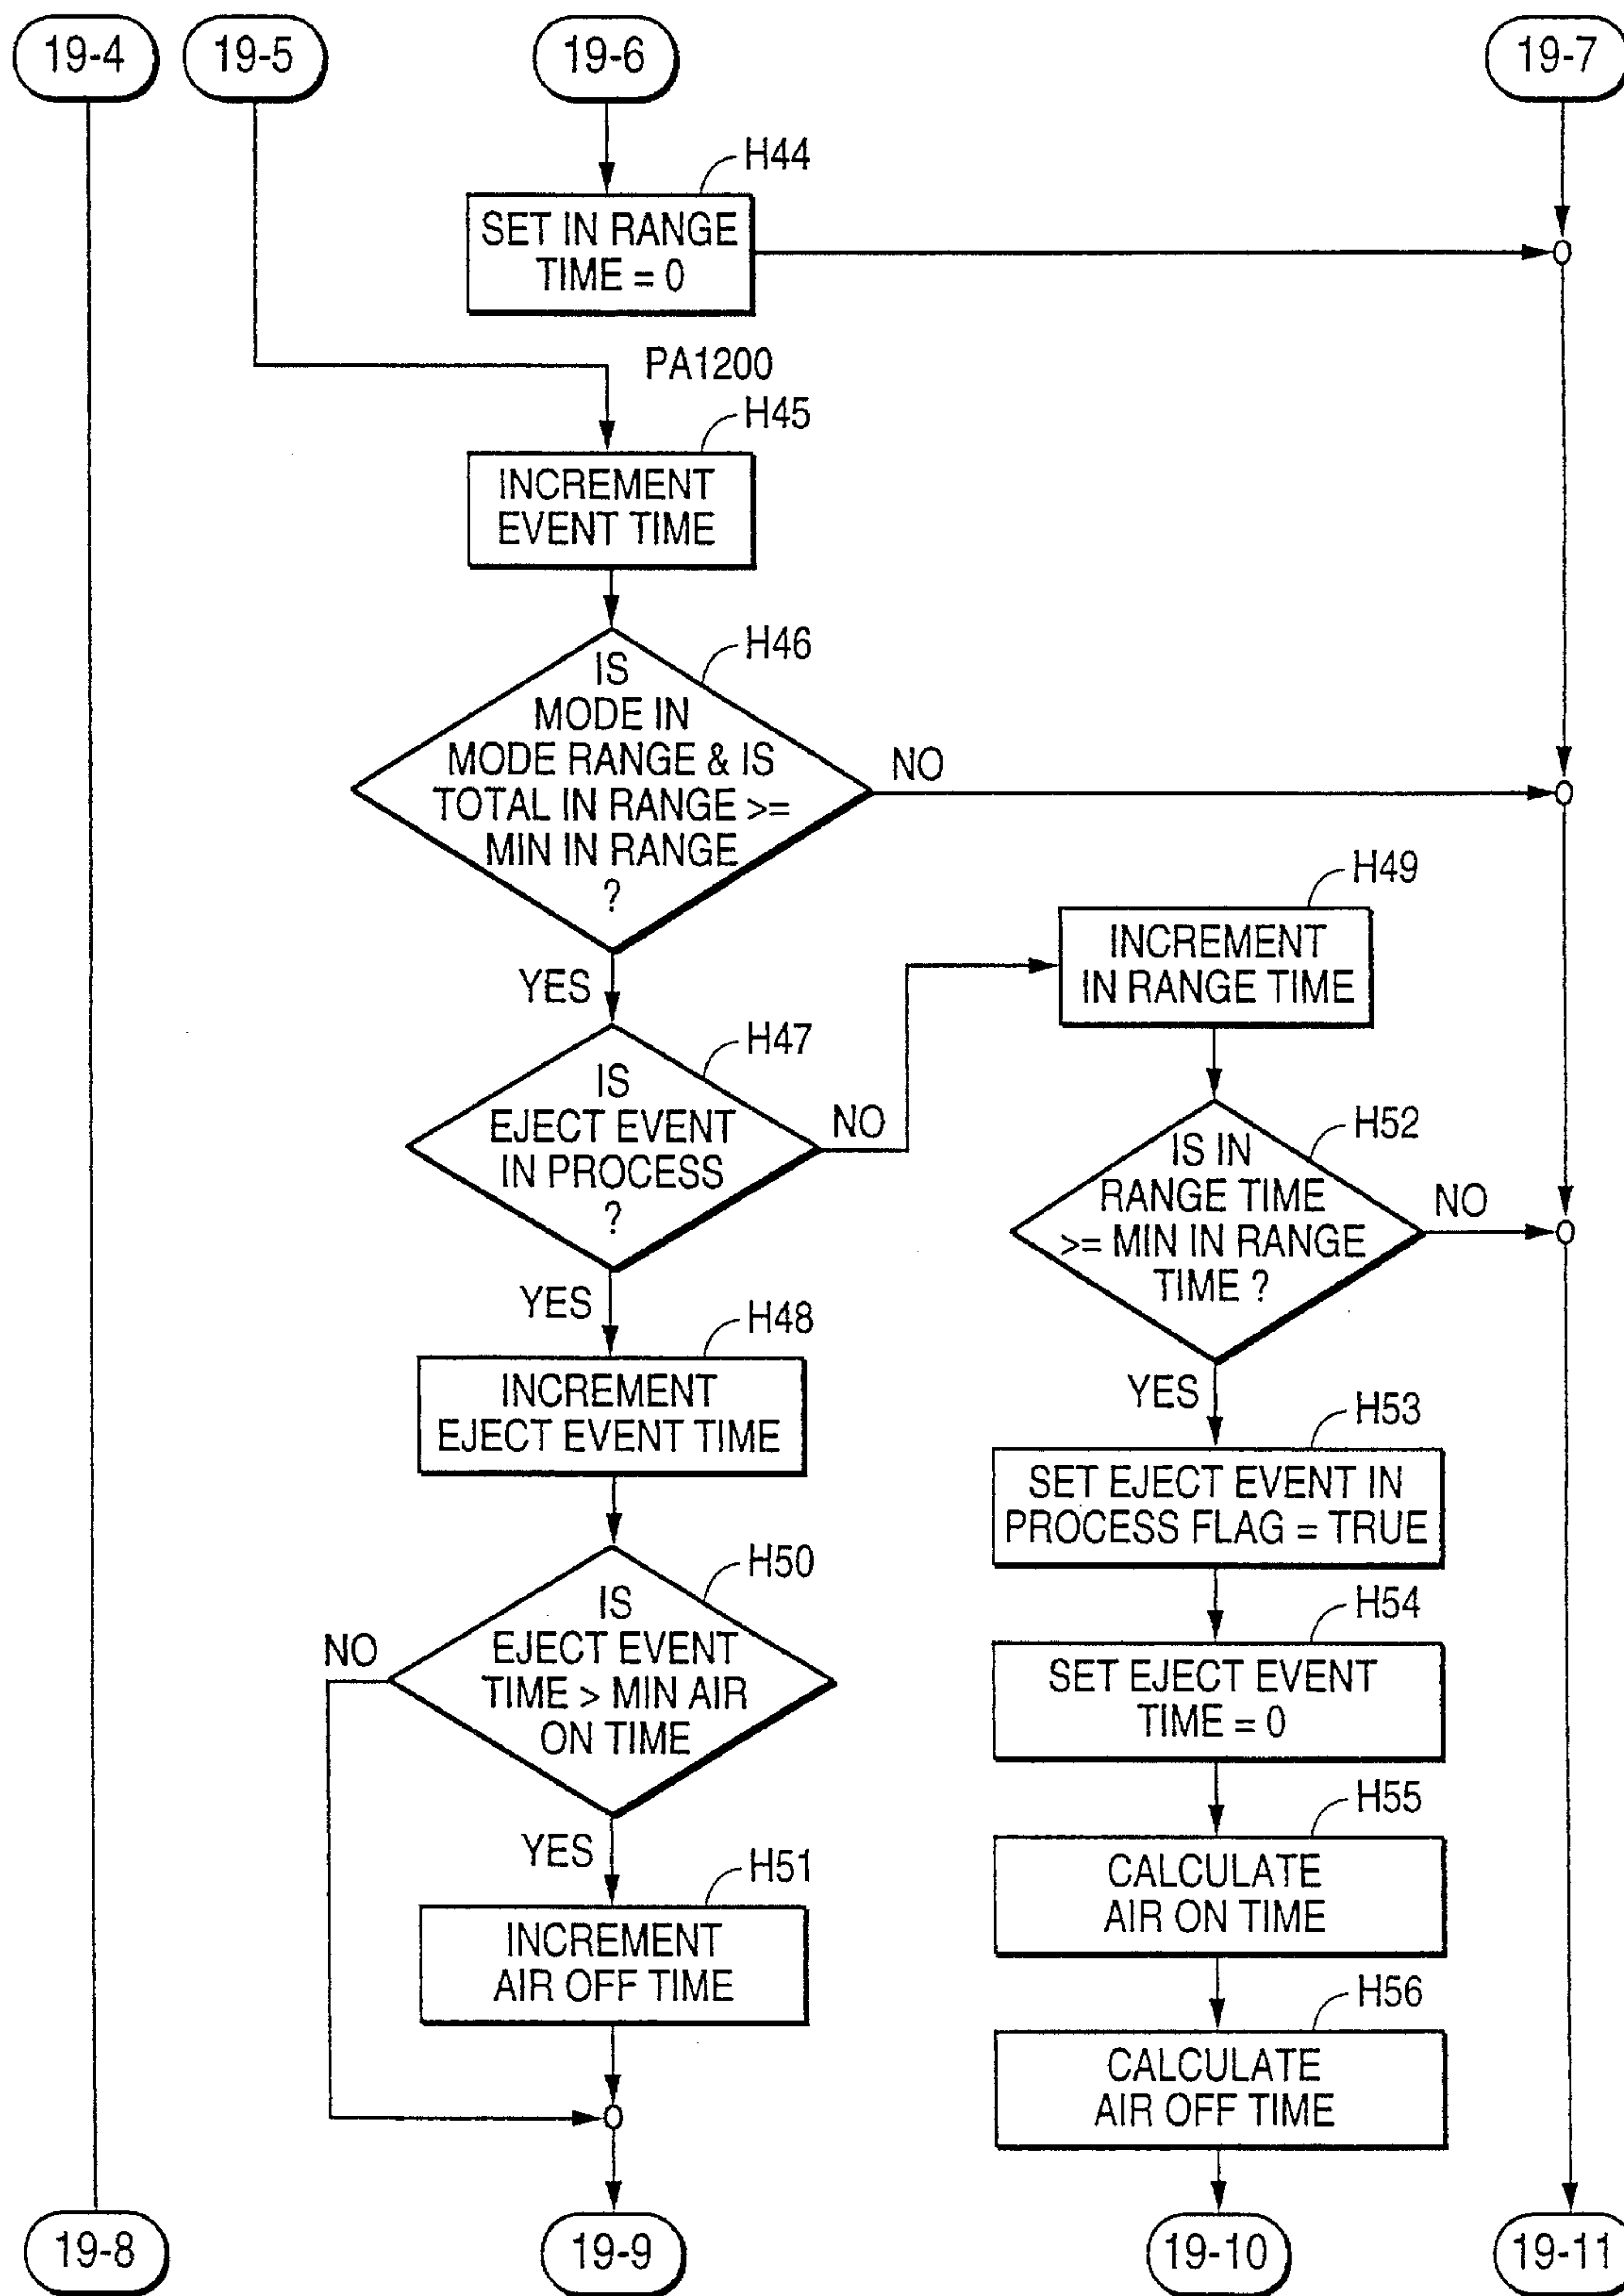 19-4
19-5
19-6
19-7
H44
SET IN RANGE
TIME = 0
PA1200
H45
INCREMENT
EVENT TIME
H46
IS
MODE IN
MODE RANGE & IS
TOTAL IN RANGE >=
MIN IN RANGE
?
NO
YES
H47
IS
EJECT EVENT
IN PROCESS
?
NO
H49
INCREMENT
IN RANGE TIME
H52
IS IN
RANGE TIME
>= MIN IN RANGE
TIME ?
NO
YES
YES
H48
INCREMENT
EJECT EVENT TIME
H53
SET EJECT EVENT IN
PROCESS FLAG = TRUE
H50
IS
EJECT EVENT
TIME > MIN AIR
ON TIME
NO
YES
H54
SET EJECT EVENT
TIME = 0
H51
INCREMENT
AIR OFF TIME
H55
CALCULATE
AIR ON TIME
H56
CALCULATE
AIR OFF TIME
19-8
19-9
19-10
19-11